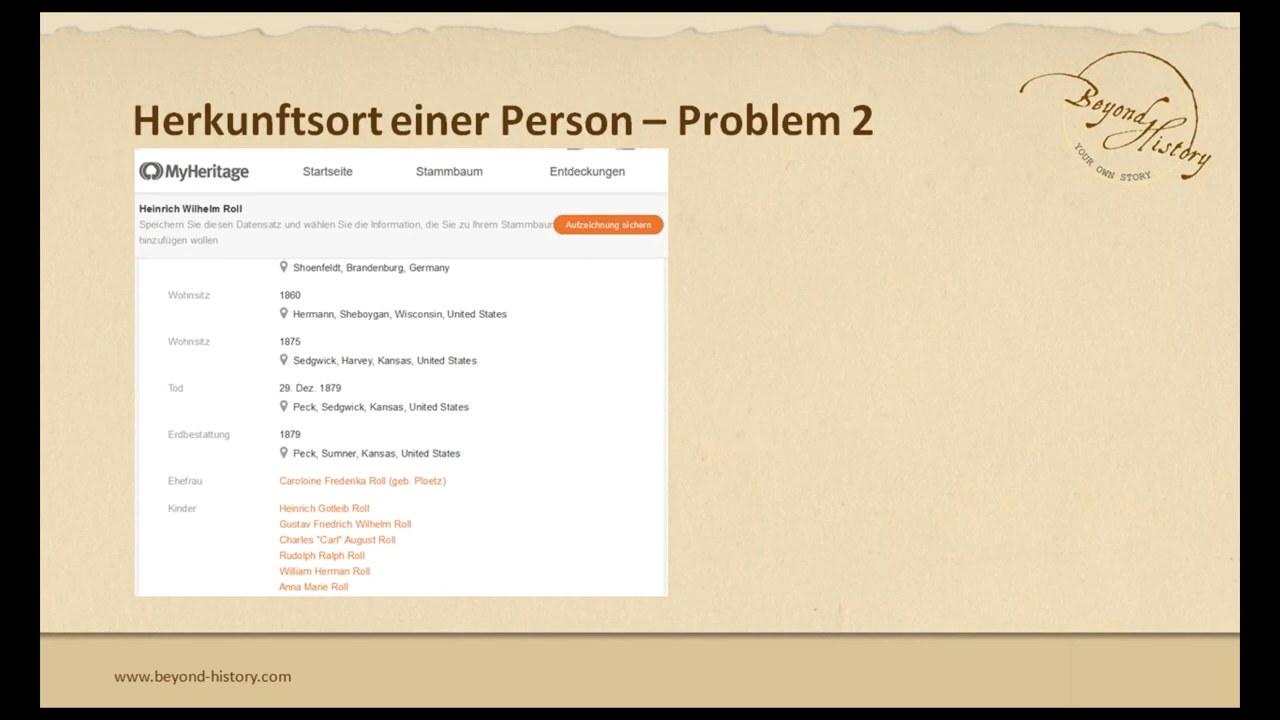 Herkunftsort einer Person – Problem 2
Beyond History
YOUR OWN STORY
MyHeritage Startseite Stammbaum Entdeckungen
Heinrich Wilhelm Roll
Speichern Sie diesen Datensatz und wählen Sie die Information, die Sie zu Ihrem Stammbaum
hinzufügen wollen
Aufzeichnung sichern
Shoenfeldt, Brandenburg, Germany
Wohnsitz 1860
Hermann, Sheboygan, Wisconsin, United States
Wohnsitz 1875
Sedgwick, Harvey, Kansas, United States
Tod 29. Dez. 1879
Peck, Sedgwick, Kansas, United States
Erdbestattung 1879
Peck, Sumner, Kansas, United States
Ehefrau Caroloine Frederika Roll (geb. Ploetz)
Kinder Heinrich Gotleib Roll
Gustav Friedrich Wilhelm Roll
Charles "Carl" August Roll
Rudolph Ralph Roll
William Herman Roll
Anna Marie Roll
www.beyond-history.com